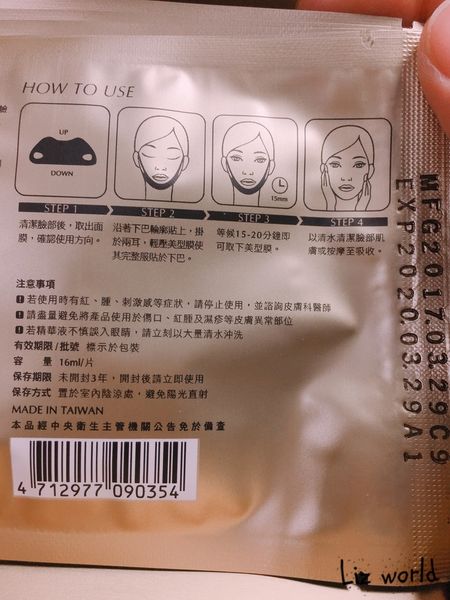 HOW TO USE
UP
DOWN
15mm
STEP 1
STEP 2
STEP 3
STEP 4
清潔臉部後，取出面
膜，確認使用方向。
沿著下巴輪廓貼上，掛
於兩耳，輕壓美型膜使
其完整服貼於下巴。
等候15-20分鐘即
可取下美型膜。
以清水清潔臉部肌
膚或按摩至吸收。
注意事項
若使用時有紅、腫、刺激感等症狀，請停止使用，並諮詢皮膚科醫師
請盡量避免將產品使用於傷口、紅腫及濕疹等皮膚異常部位
若精華液不慎誤入眼睛，請立刻以大量清水沖洗
有效期限/批號 標示於包裝
容 量 16ml/片
保存期限 未開封3年，開封後請立即使用
保存方式 置於室內陰涼處，避免陽光直射
MADE IN TAIWAN
本品經中央衛生主管機關公告免於備查
4 712977 090354
MFG2017.03.29C9
EXP2020.03.29A1
Liz world